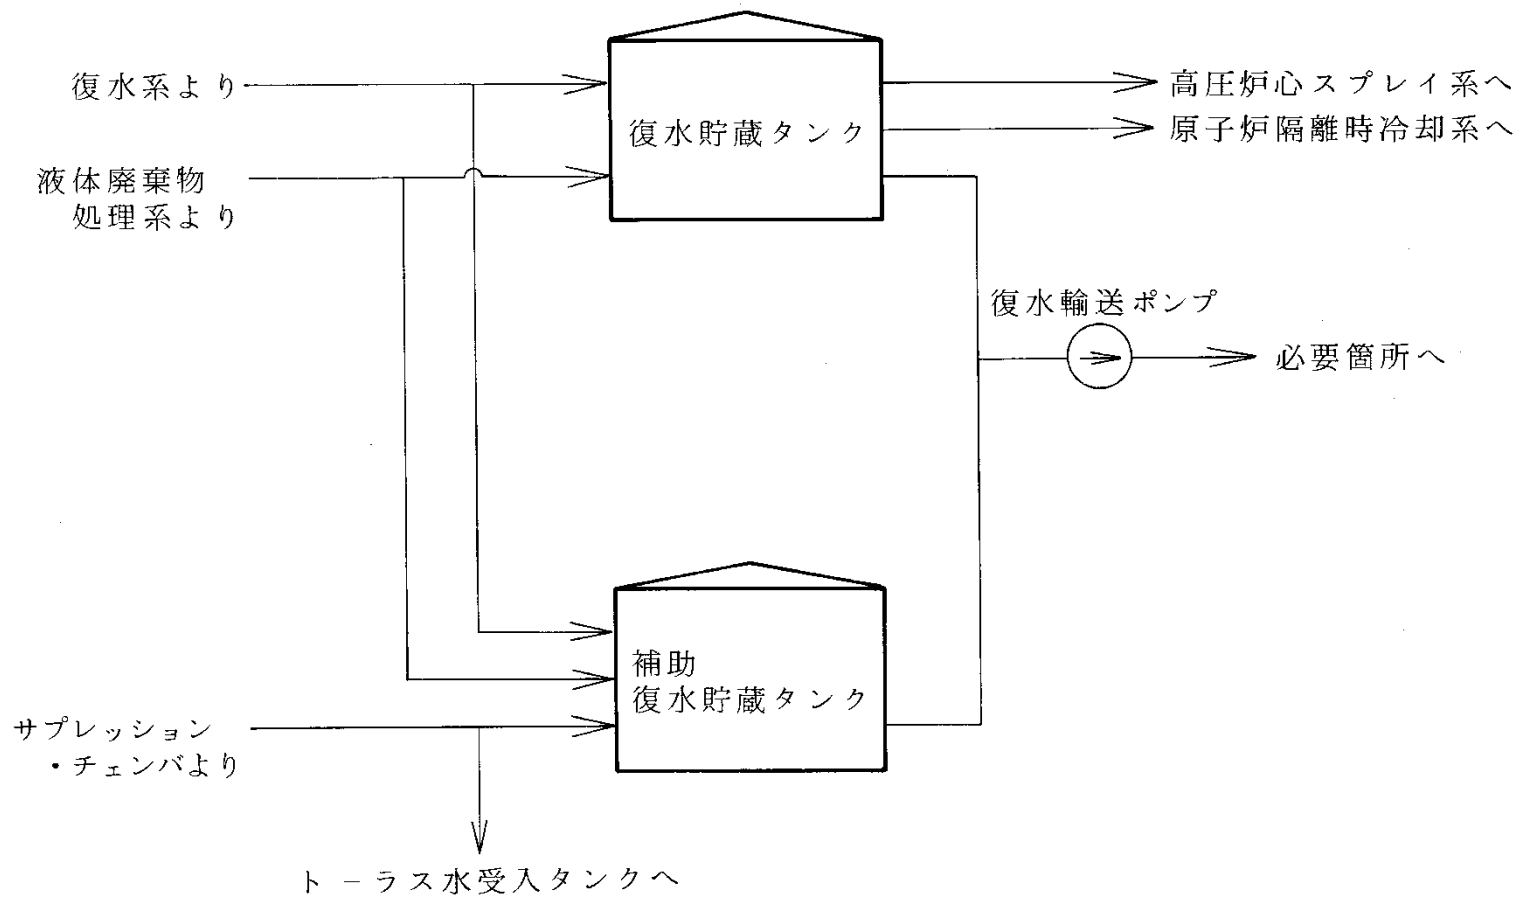 復水系より
復水貯蔵タンク
高圧炉心スプレイ系へ
原子炉隔離時冷却系へ
液体廃棄物
処理系より
復水輸送ポンプ
必要箇所へ
補助
復水貯蔵タンク
サプレッション
・チェンバより
トーラス水受入タンクへ